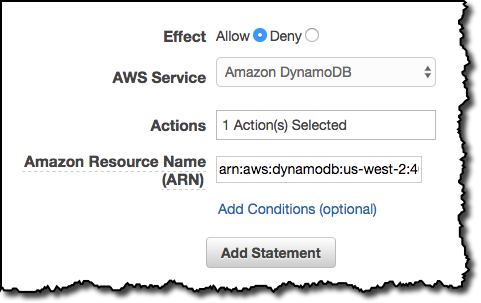 Effect Allow Deny
AWS Service Amazon DynamoDB
Actions 1 Action(s) Selected
Amazon Resource Name
(ARN) arn:aws:dynamodb:us-west-2:4
Add Conditions (optional)
Add Statement